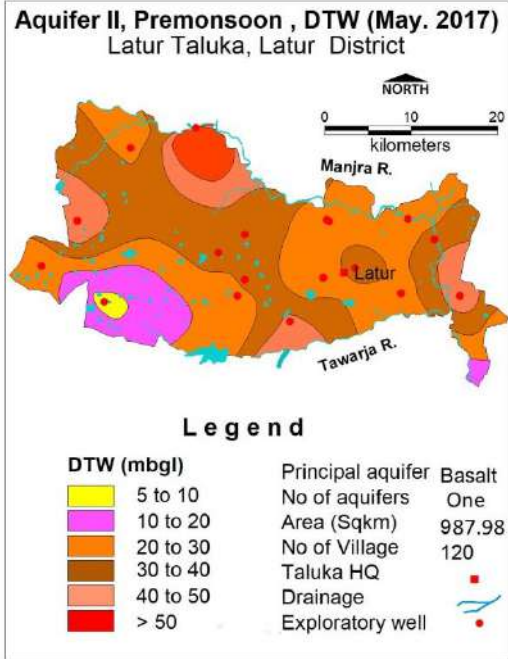 Aquifer II, Premonsoon , DTW (May. 2017)
Latur Taluka, Latur District
NORTH
0 10 20
kilometers
Manjra R.
Latur
Tawarja R.
Legend
DTW (mbgl)
5 to 10
10 to 20
20 to 30
30 to 40
40 to 50
> 50
Principal aquifer Basalt
No of aquifers One
Area (Sqkm) 987.98
No of Village 120
Taluka HQ
Drainage
Exploratory well